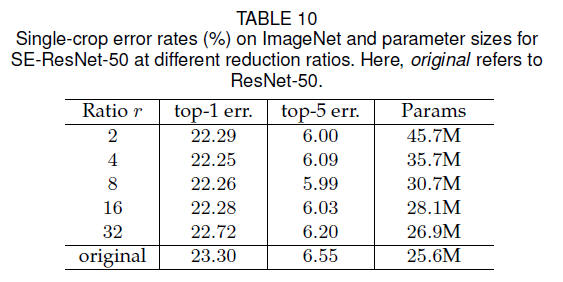 TABLE 10
Single-crop error rates (%) on ImageNet and parameter sizes for
SE-ResNet-50 at different reduction ratios. Here, original refers to
ResNet-50.
Ratio r top-1 err. top-5 err. Params
2 22.29 6.00 45.7M
4 22.25 6.09 35.7M
8 22.26 5.99 30.7M
16 22.28 6.03 28.1M
32 22.72 6.20 26.9M
original 23.30 6.55 25.6M